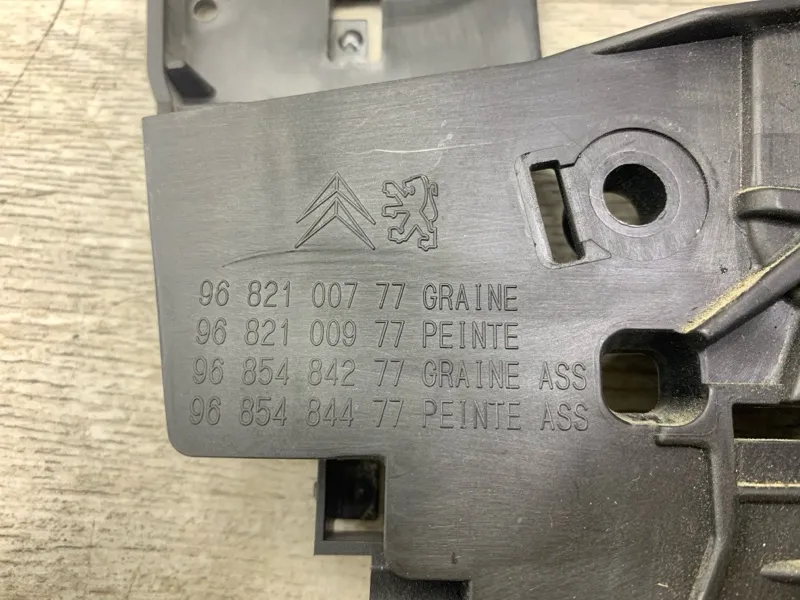 96 821 007 77 GRAINE
96 821 009 77 PEINTE
96 854 842 77 GRAINE ASS
96 854 844 77 PEINTE ASS